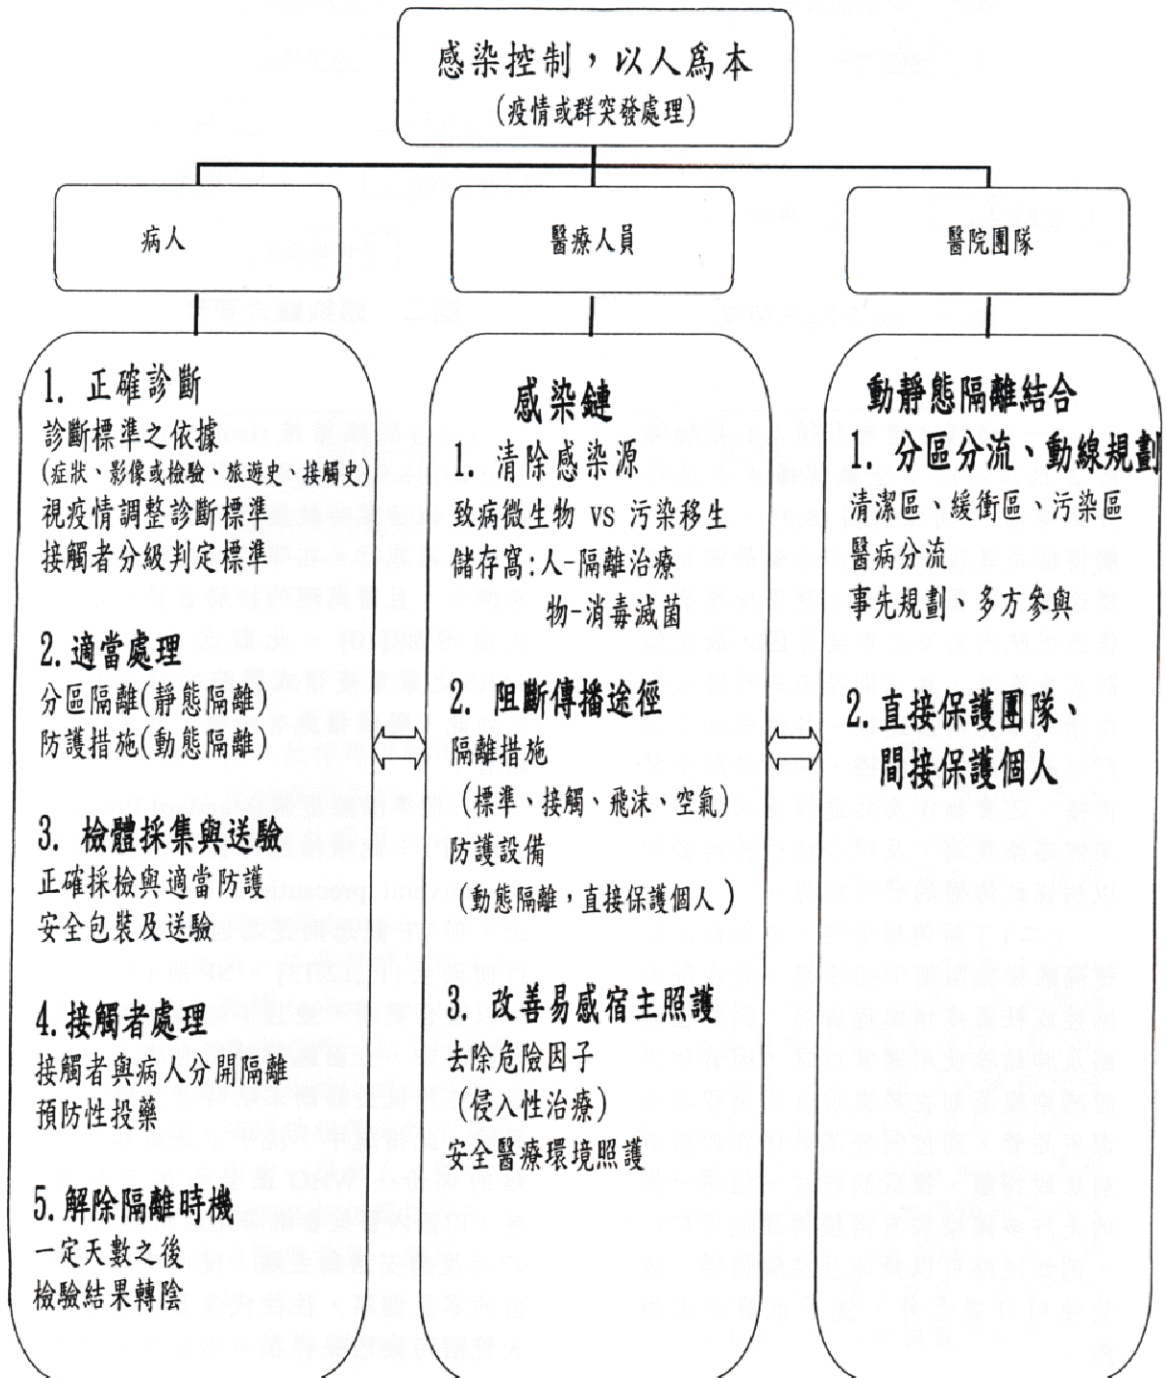 感染控制，以人爲本
(疫情或群突發處理)
病人
醫療人員
醫院團隊
1. 正確診斷
診斷標準之依據
(症狀、影像或檢驗、旅遊史、接觸史)
視疫情調整診斷標準
接觸者分級判定標準
2.適當處理
分區隔離(靜態隔離)
防護措施(動態隔離)
3. 檢體採集與送驗
正確採檢與適當防護
安全包裝及送驗
4.接觸者處理
接觸者與病人分開隔離
預防性投藥
5.解除隔離時機
一定天數之後
檢驗結果轉陰
感染鏈
1. 清除感染源
致病微生物 vs 污染移生
儲存窩:人-隔離治療
物-消毒滅菌
2. 阻斷傳播途徑
隔離措施
(標準、接觸、飛沫、空氣)
防護設備
(動態隔離，直接保護個人)
3. 改善易感宿主照護
去除危險因子
(侵入性治療)
安全醫療環境照護
動靜態隔離結合
1. 分區分流、動線規劃
清潔區、緩衝區、污染區
醫病分流
事先規劃、多方參與
2.直接保護團隊、
間接保護個人